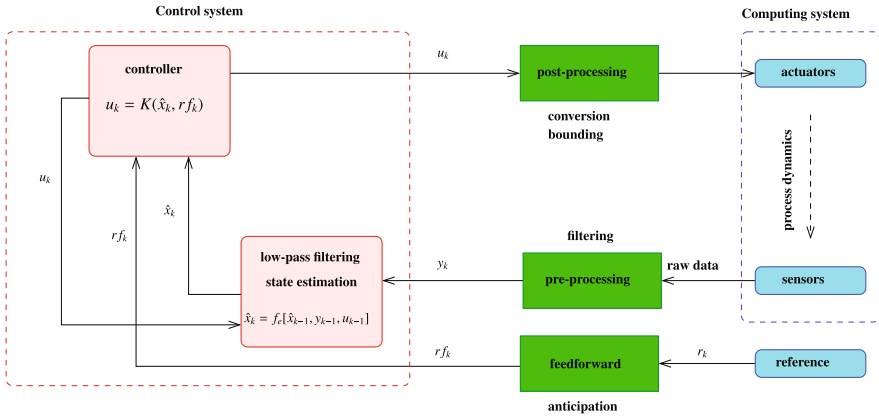 Control system
Computing system
controller
u_k = K(x̂_k, rf_k)
u_k
post-processing
actuators
conversion
bounding
process dynamics
u_k
x̂_k
rf_k
filtering
low-pass filtering
state estimation
x̂_k = f_e[x̂_{k-1}, y_{k-1}, u_{k-1}]
y_k
pre-processing
raw data
sensors
rf_k
feedforward
r_k
reference
anticipation